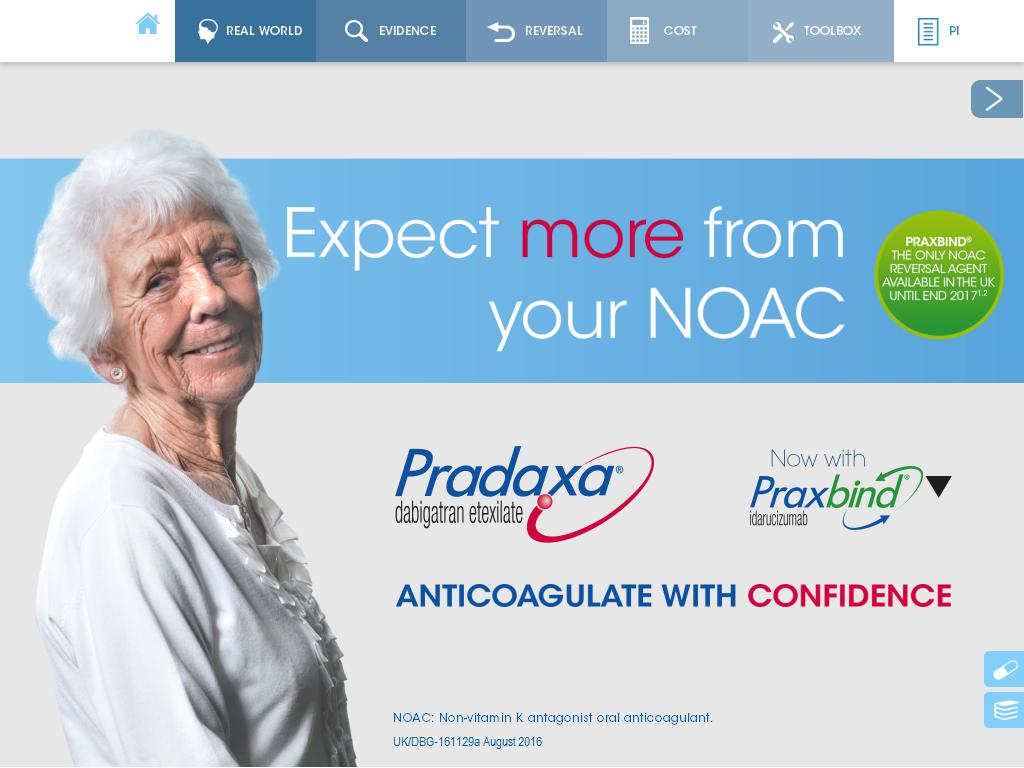 REAL WORLD
EVIDENCE
REVERSAL
COST
TOOLBOX
PI
Expect more from
your NOAC
PRAXBIND®
THE ONLY NOAC
REVERSAL AGENT
AVAILABLE IN THE UK
UNTIL END 2017¹,²
Pradaxa®
dabigatran etexilate
Now with
Praxbind®
idarucizumab
ANTICOAGULATE WITH CONFIDENCE
NOAC: Non-vitamin K antagonist oral anticoagulant.
UK/DBG-161129a August 2016